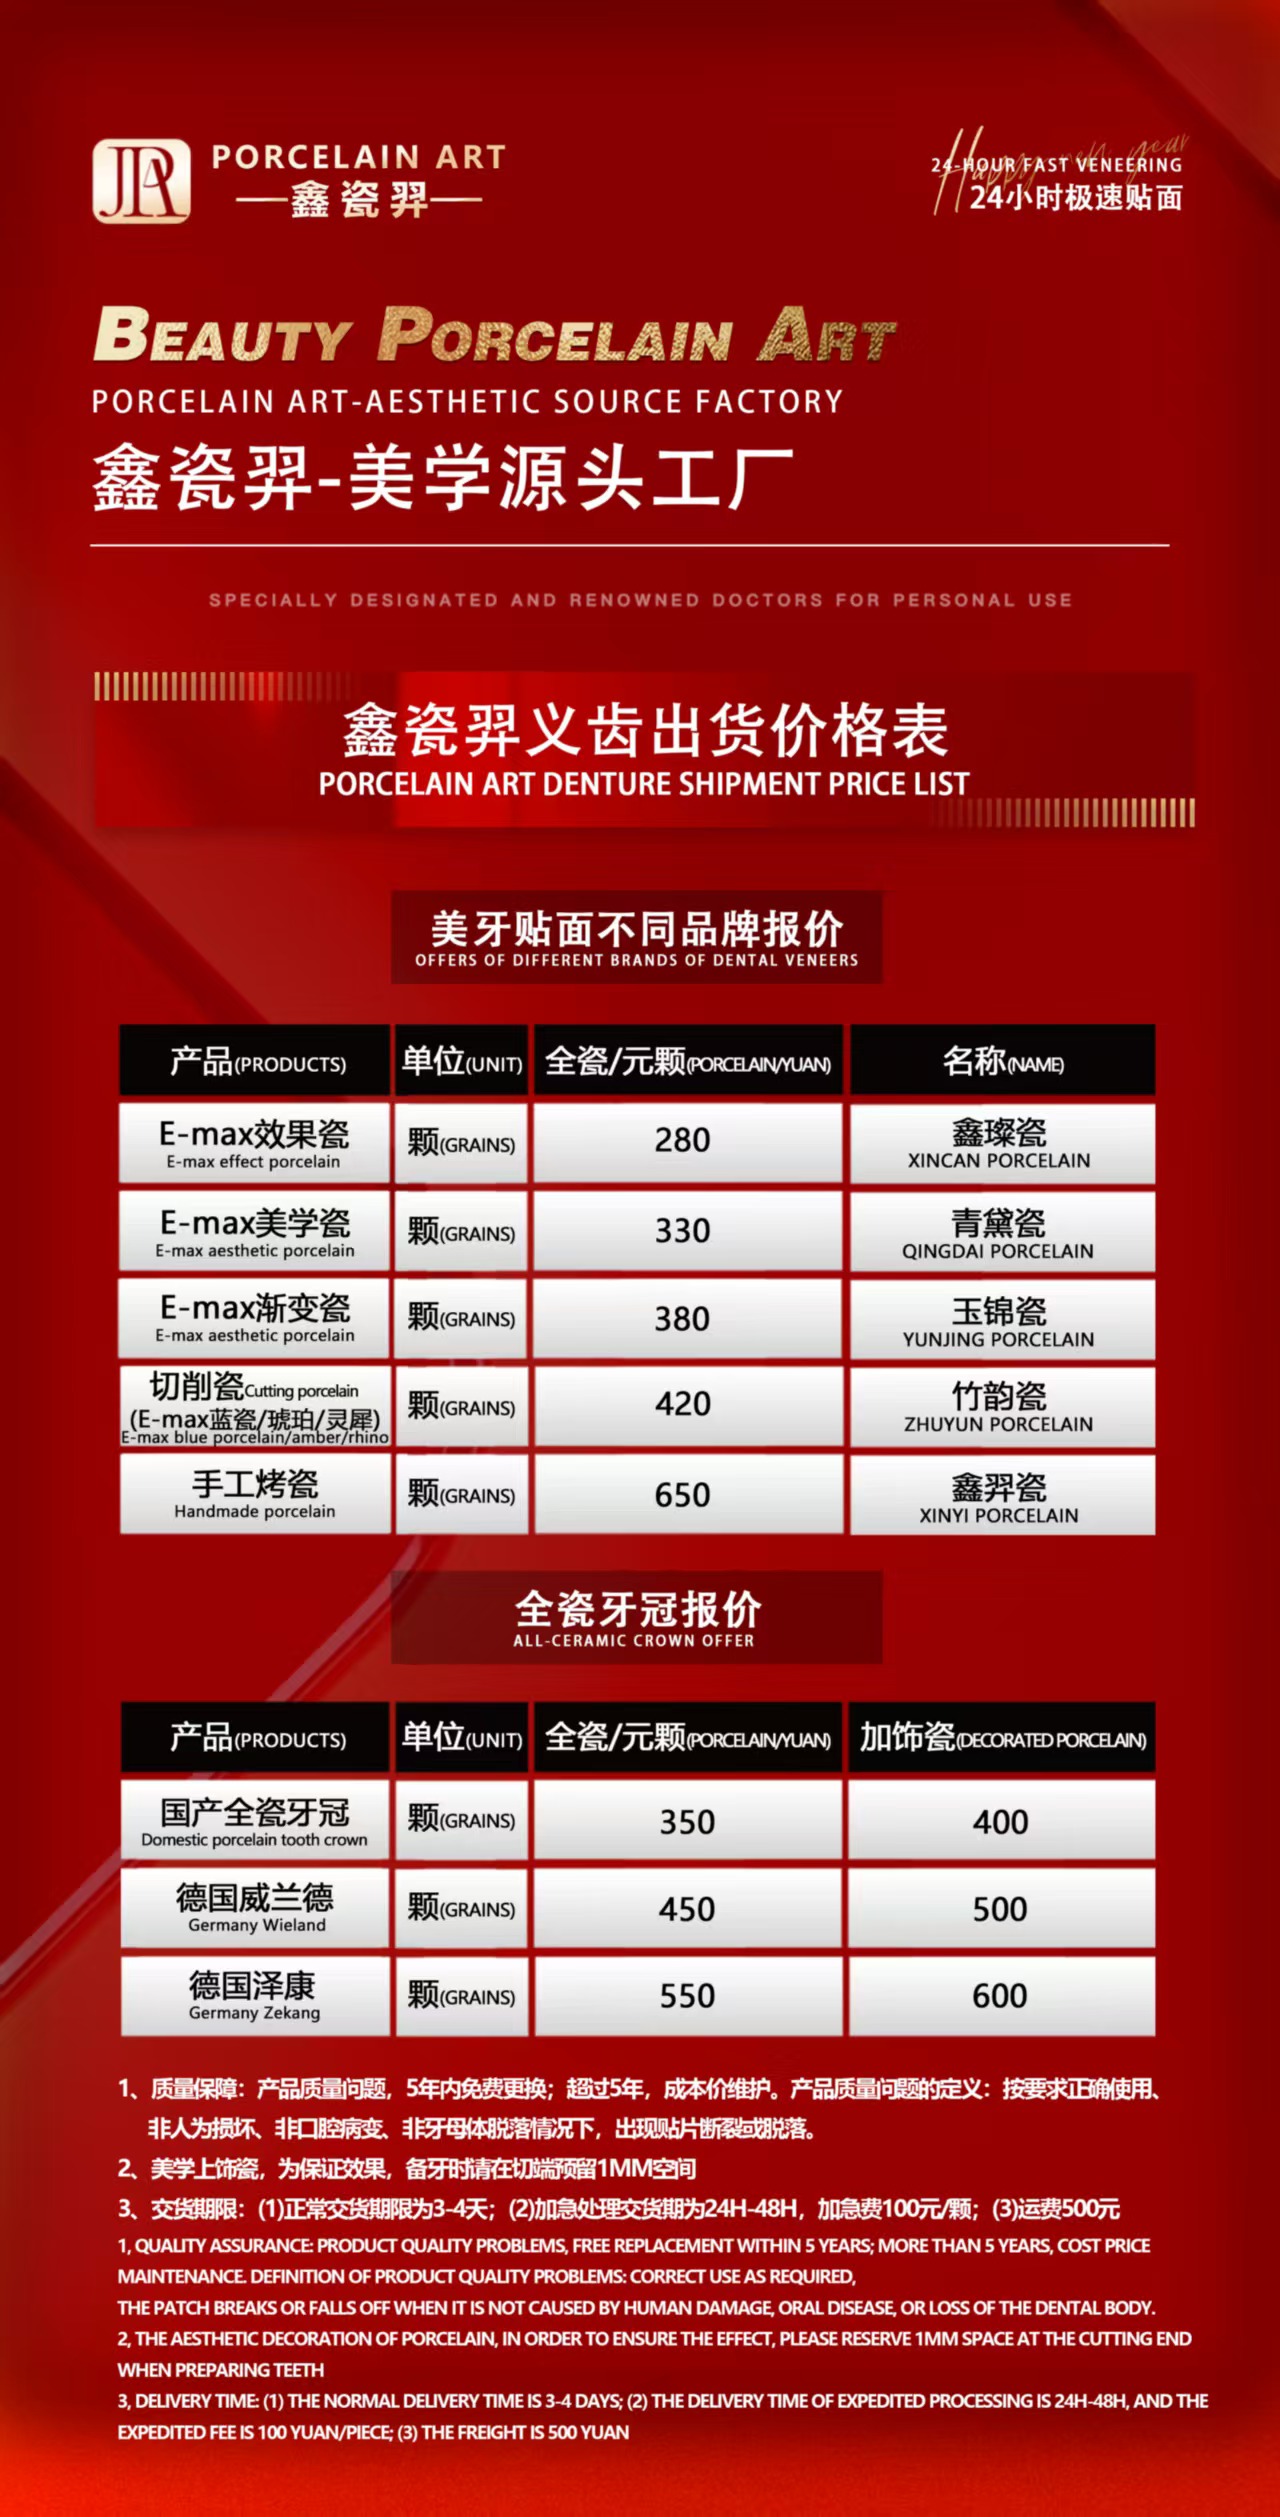 JPA
PORCELAIN ART
鑫瓷羿
Happy new year
24-HOUR FAST VENEERING
24小时极速贴面
BEAUTY PORCELAIN ART
PORCELAIN ART-AESTHETIC SOURCE FACTORY
鑫瓷羿-美学源头工厂
SPECIALLY DESIGNATED AND RENOWNED DOCTORS FOR PERSONAL USE
鑫瓷羿义齿出货价格表
PORCELAIN ART DENTURE SHIPMENT PRICE LIST
美牙贴面不同品牌报价
OFFERS OF DIFFERENT BRANDS OF DENTAL VENEERS
产品(PRODUCTS) 单位(UNIT) 全瓷/元颗(PORCELAIN/YUAN) 名称(NAME)
E-max效果瓷 颗(GRAINS) 280 鑫璨瓷
E-max effect porcelain XINCAN PORCELAIN
E-max美学瓷 颗(GRAINS) 330 青黛瓷
E-max aesthetic porcelain QINGDAI PORCELAIN
E-max渐变瓷 颗(GRAINS) 380 玉锦瓷
E-max aesthetic porcelain YUNJING PORCELAIN
切削瓷Cutting porcelain 颗(GRAINS) 420 竹韵瓷
(E-max蓝瓷/琥珀/灵犀) ZHUYUN PORCELAIN
E-max blue porcelain/amber/rhino
手工烤瓷 颗(GRAINS) 650 鑫羿瓷
Handmade porcelain XINYI PORCELAIN
全瓷牙冠报价
ALL-CERAMIC CROWN OFFER
产品(PRODUCTS) 单位(UNIT) 全瓷/元颗(PORCELAIN/YUAN) 加饰瓷(DECORATED PORCELAIN)
国产全瓷牙冠 颗(GRAINS) 350 400
Domestic porcelain tooth crown
德国威兰德 颗(GRAINS) 450 500
Germany Wieland
德国泽康 颗(GRAINS) 550 600
Germany Zekang
1、质量保障：产品质量问题，5年内免费更换；超过5年，成本价维护。产品质量问题的定义：按要求正确使用、
非人为损坏、非口腔病变、非牙母体脱落情况下，出现贴片断裂或脱落。
2、美学上饰瓷，为保证效果，备牙时请在切端预留1MM空间
3、交货期限：(1)正常交货期限为3-4天；(2)加急处理交货期为24H-48H，加急费100元/颗；(3)运费500元
1, QUALITY ASSURANCE: PRODUCT QUALITY PROBLEMS, FREE REPLACEMENT WITHIN 5 YEARS; MORE THAN 5 YEARS, COST PRICE
MAINTENANCE. DEFINITION OF PRODUCT QUALITY PROBLEMS: CORRECT USE AS REQUIRED,
THE PATCH BREAKS OR FALLS OFF WHEN IT IS NOT CAUSED BY HUMAN DAMAGE, ORAL DISEASE, OR LOSS OF THE DENTAL BODY.
2, THE AESTHETIC DECORATION OF PORCELAIN, IN ORDER TO ENSURE THE EFFECT, PLEASE RESERVE 1MM SPACE AT THE CUTTING END
WHEN PREPARING TEETH
3, DELIVERY TIME: (1) THE NORMAL DELIVERY TIME IS 3-4 DAYS; (2) THE DELIVERY TIME OF EXPEDITED PROCESSING IS 24H-48H, AND THE
EXPEDITED FEE IS 100 YUAN/PIECE; (3) THE FREIGHT IS 500 YUAN